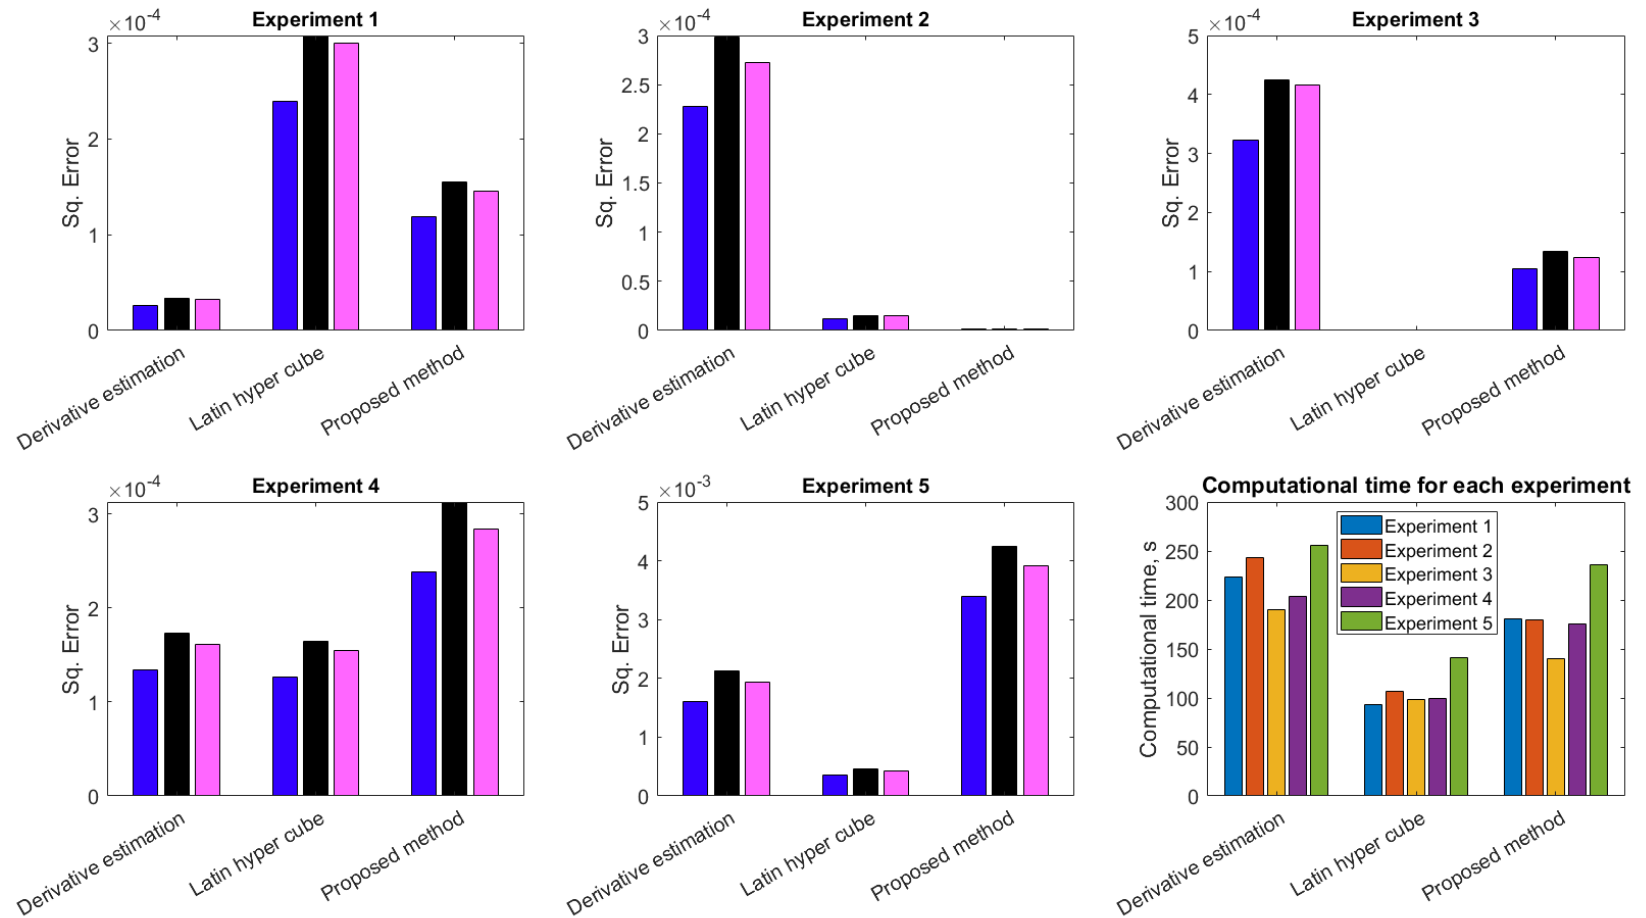 Experiment 1
×10-4
Sq. Error
3
2
1
0
Derivative estimation
Latin hyper cube
Proposed method
Experiment 2
×10-4
Sq. Error
3
2.5
2
1.5
1
0.5
0
Derivative estimation
Latin hyper cube
Proposed method
Experiment 3
×10-4
Sq. Error
5
4
3
2
1
0
Derivative estimation
Latin hyper cube
Proposed method
Experiment 4
×10-4
Sq. Error
3
2
1
0
Derivative estimation
Latin hyper cube
Proposed method
Experiment 5
×10-3
Sq. Error
5
4
3
2
1
0
Derivative estimation
Latin hyper cube
Proposed method
Computational time for each experiment
Computational time, s
300
250
200
150
100
50
0
Experiment 1
Experiment 2
Experiment 3
Experiment 4
Experiment 5
Derivative estimation
Latin hyper cube
Proposed method